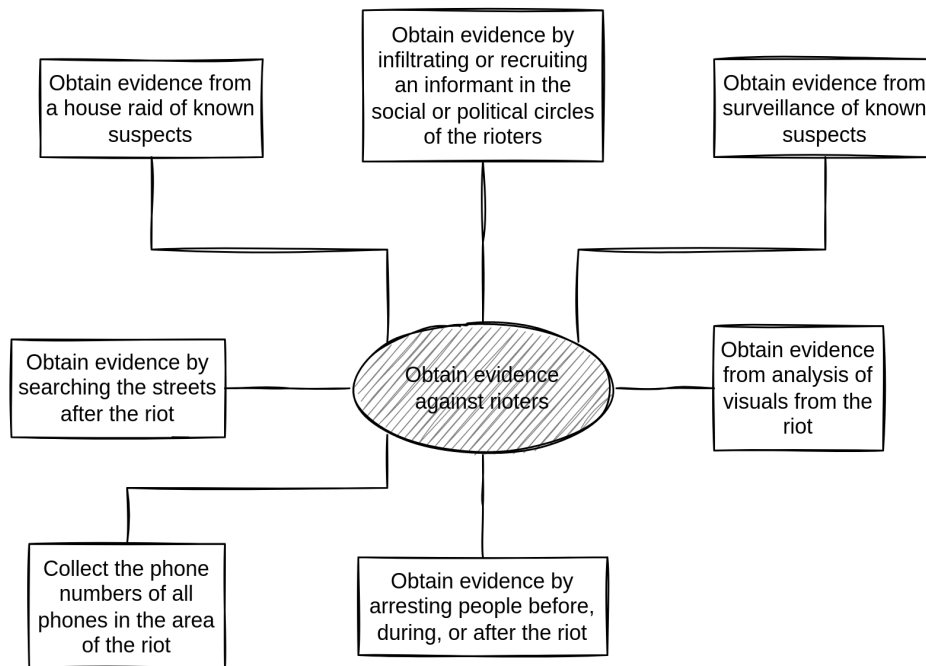 Obtain evidence by
infiltrating or recruiting
an informant in the
social or political circles
of the rioters
Obtain evidence from
a house raid of known
suspects
Obtain evidence from
surveillance of known
suspects
Obtain evidence by
searching the streets
after the riot
Obtain evidence
against rioters
Obtain evidence
from analysis of
visuals from the
riot
Collect the phone
numbers of all
phones in the area
of the riot
Obtain evidence by
arresting people before,
during, or after the riot